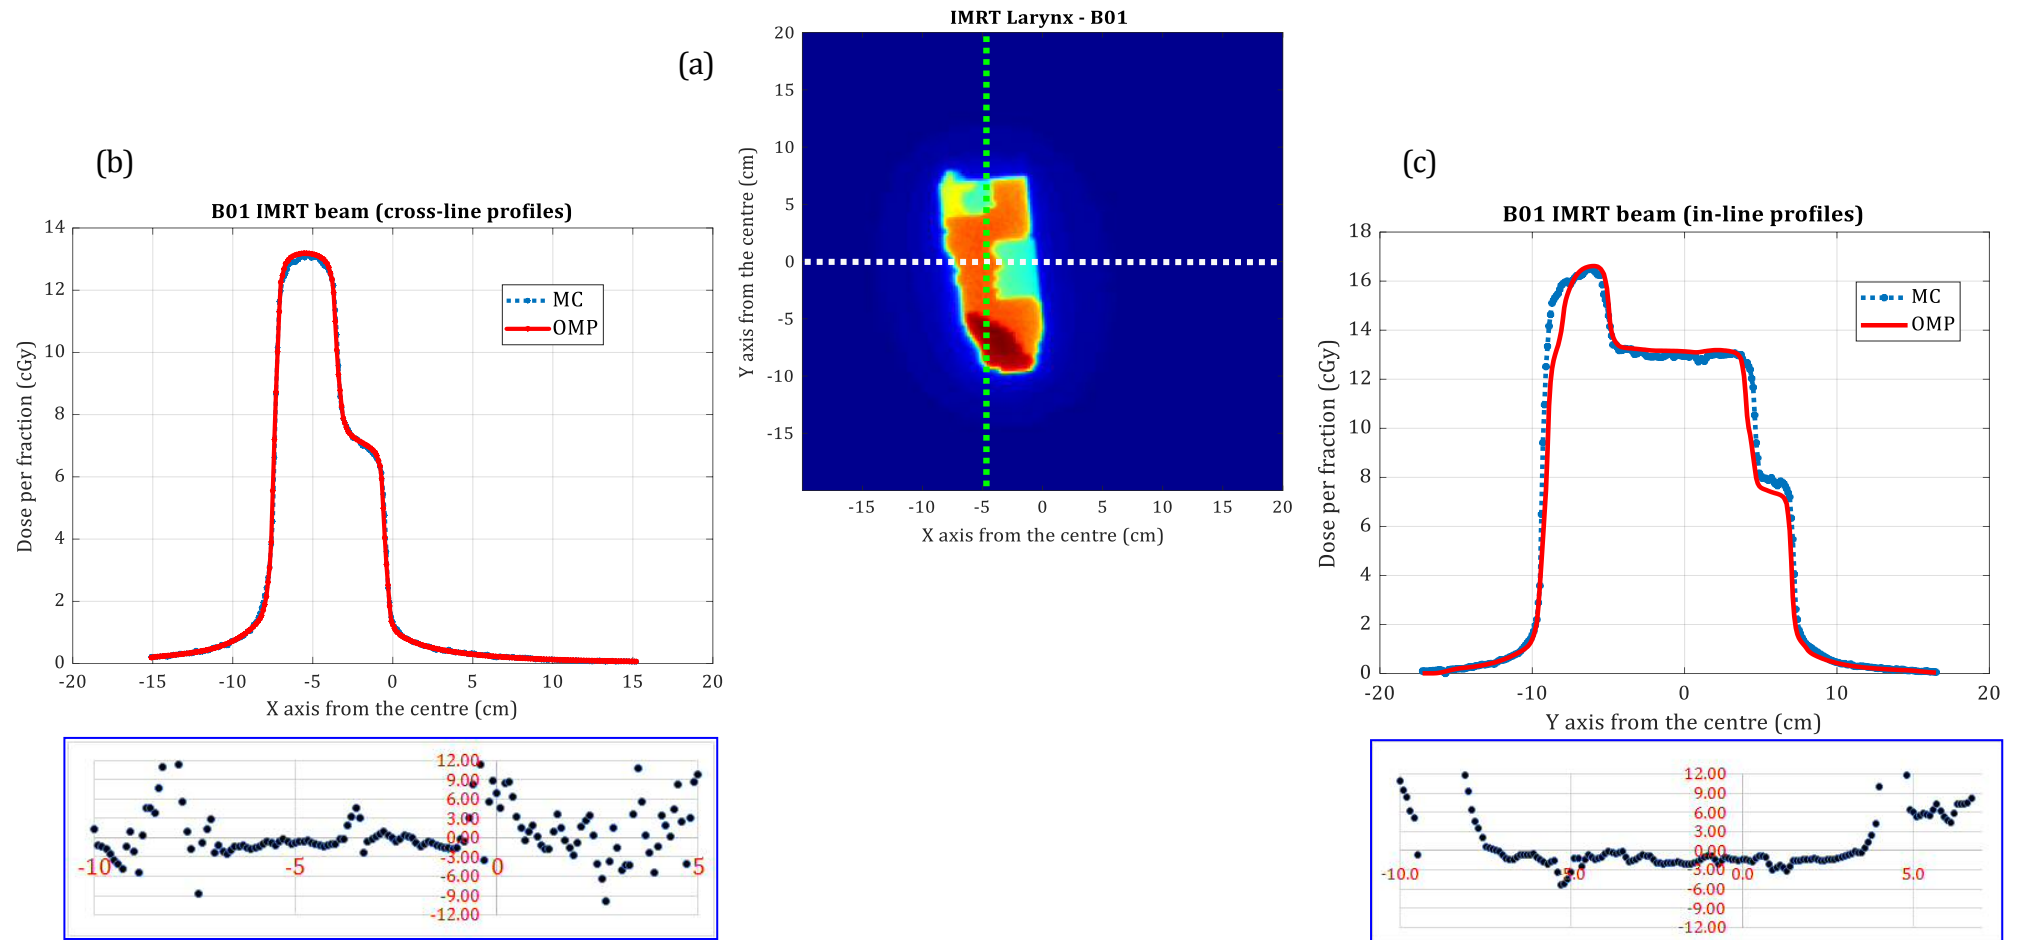 IMRT Larynx - B01
(a)
20
15
10
5
0
-5
-10
-15
Y axis from the centre (cm)
-15 -10 -5 0 5 10 15 20
X axis from the centre (cm)
(b)
B01 IMRT beam (cross-line profiles)
14
12
10
8
6
4
2
0
Dose per fraction (cGy)
MC
OMP
-20 -15 -10 -5 0 5 10 15 20
X axis from the centre (cm)
12.00
9.00
6.00
3.00
0.00
-3.00
-6.00
-9.00
-12.00
-10 -5 0 5
(c)
B01 IMRT beam (in-line profiles)
18
16
14
12
10
8
6
4
2
0
Dose per fraction (cGy)
MC
OMP
-20 -10 0 10 20
Y axis from the centre (cm)
12.00
9.00
6.00
3.00
0.00
-3.00
-6.00
-9.00
-12.00
-10.0 -5.0 0.0 5.0